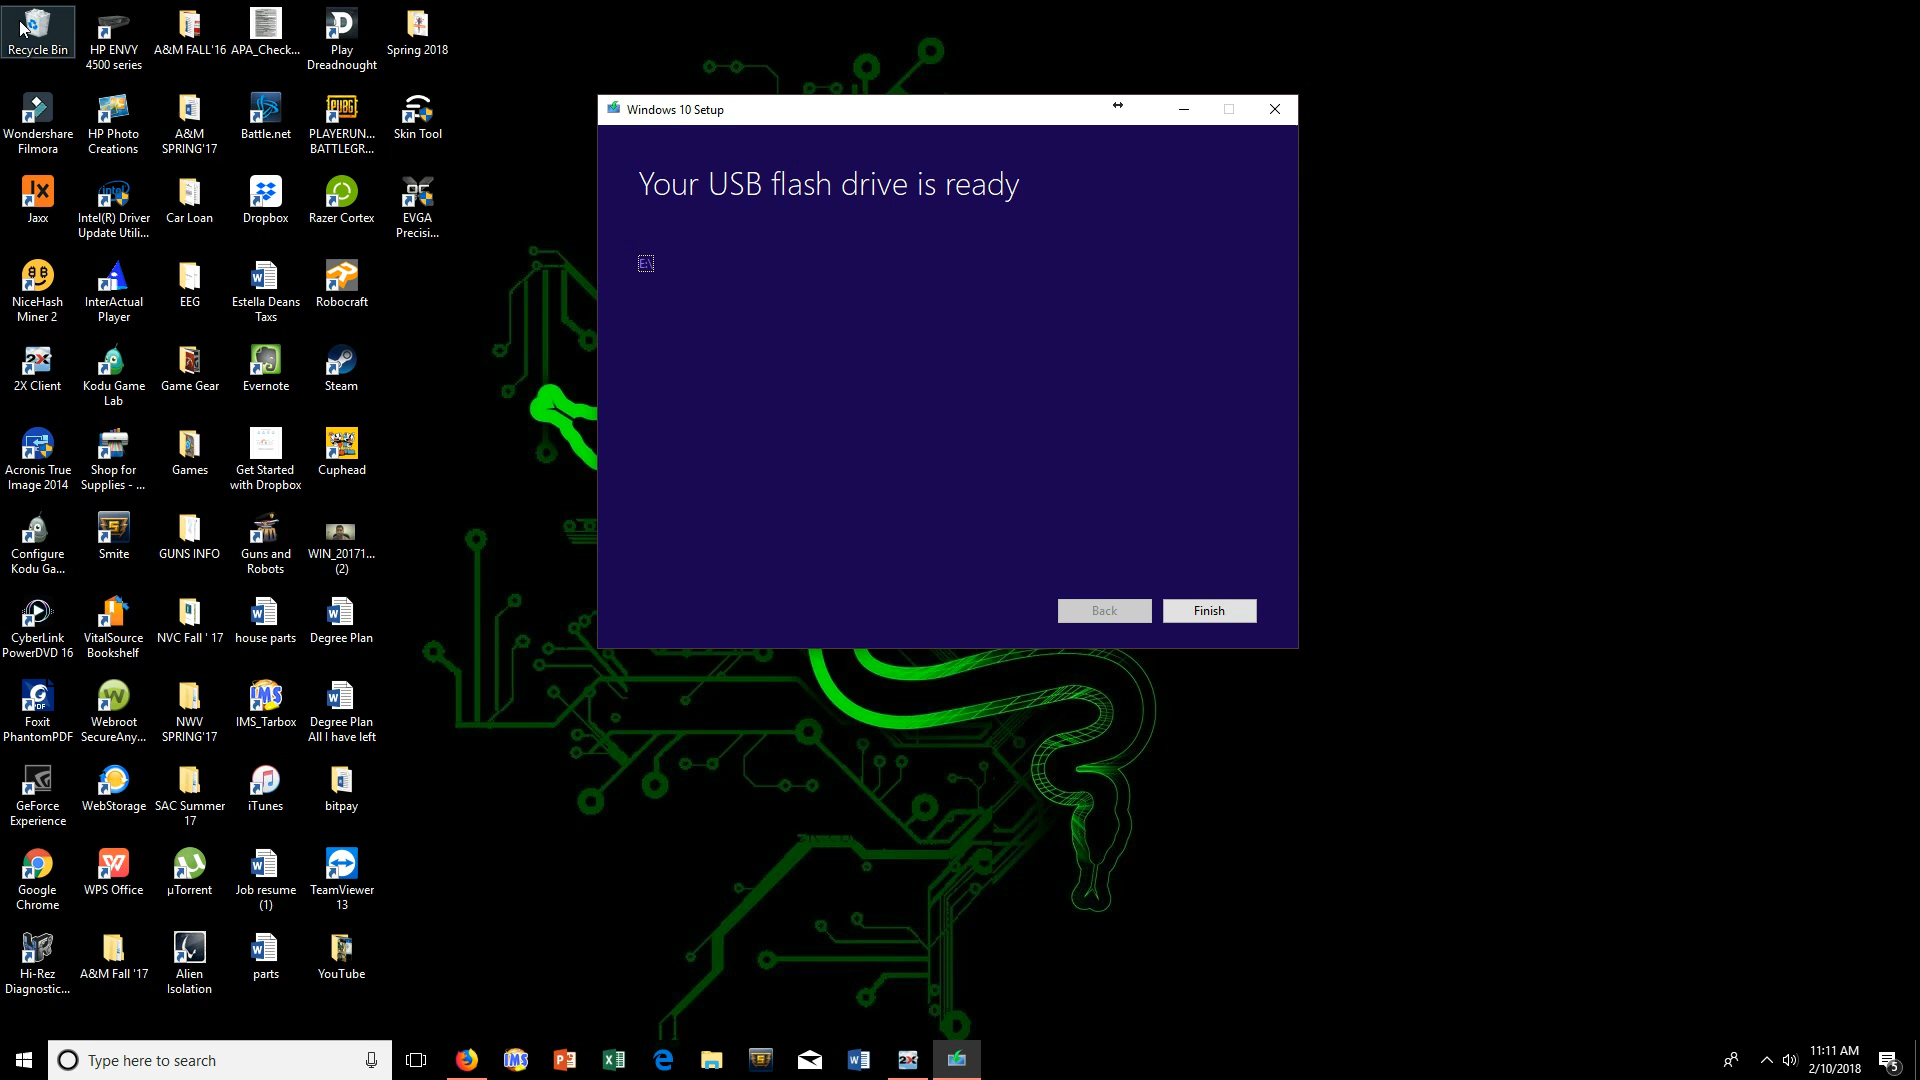 Recycle Bin
HP ENVY
4500 series
A&M FALL'16
APA_Check...
Play
Dreadnought
Spring 2018
Wondershare
Filmora
HP Photo
Creations
A&M
SPRING'17
Battle.net
PLAYERUN...
BATTLEGR...
Skin Tool
Jaxx
Intel(R) Driver
Update Utili...
Car Loan
Dropbox
Razer Cortex
EVGA
Precisi...
NiceHash
Miner 2
InterActual
Player
EEG
Estella Deans
Taxs
Robocraft
2X Client
Kodu Game
Lab
Game Gear
Evernote
Steam
Acronis True
Image 2014
Shop for
Supplies - ...
Games
Get Started
with Dropbox
Cuphead
Configure
Kodu Ga...
Smite
GUNS INFO
Guns and
Robots
WIN_20171...
(2)
CyberLink
PowerDVD 16
VitalSource
Bookshelf
NVC Fall ' 17
house parts
Degree Plan
Foxit
PhantomPDF
Webroot
SecureAny...
NWV
SPRING'17
IMS_Tarbox
Degree Plan
All I have left
GeForce
Experience
WebStorage
SAC Summer
17
iTunes
bitpay
Google
Chrome
WPS Office
µTorrent
Job resume
(1)
TeamViewer
13
Hi-Rez
Diagnostic...
A&M Fall '17
Alien
Isolation
parts
YouTube
Windows 10 Setup
Your USB flash drive is ready
E:\
Back
Finish
Type here to search
11:11 AM
2/10/2018
5